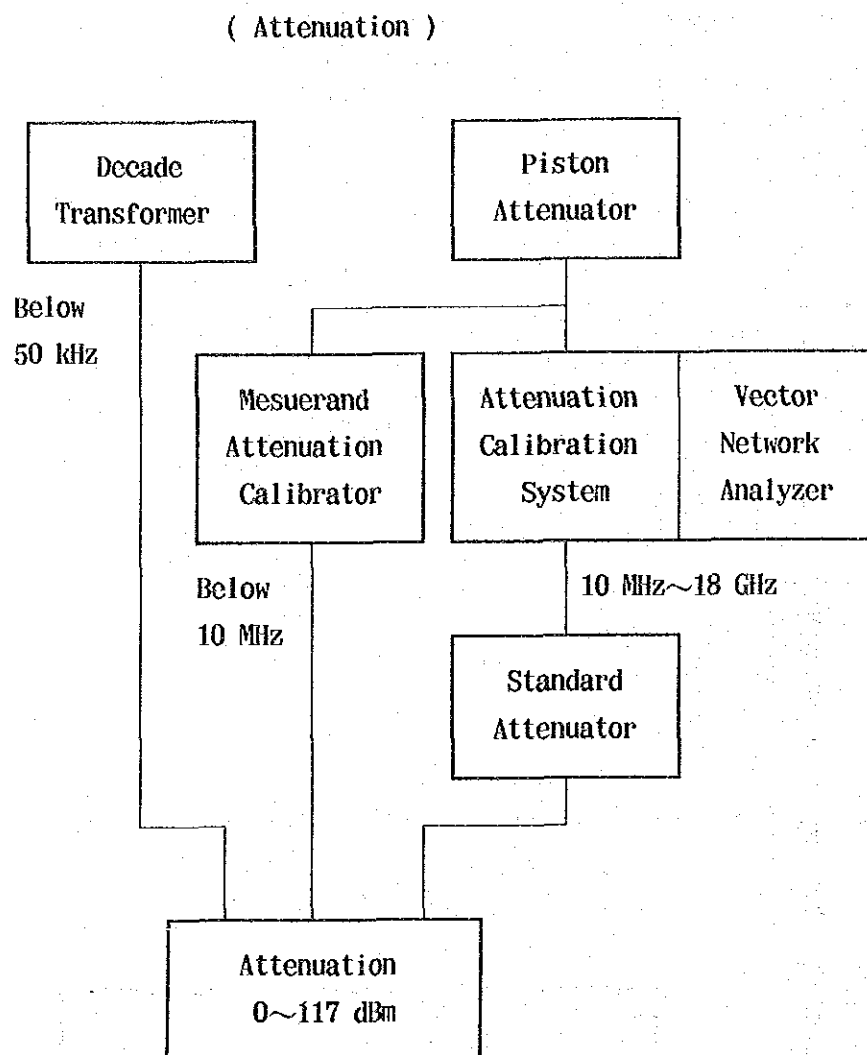 ( Attenuation )
Decade
Transformer
Piston
Attenuator
Below
50 kHz
Mesuerand
Attenuation
Calibrator
Attenuation
Calibration
System
Vector
Network
Analyzer
Below
10 MHz
10 MHz～18 GHz
Standard
Attenuator
Attenuation
0～117 dBm